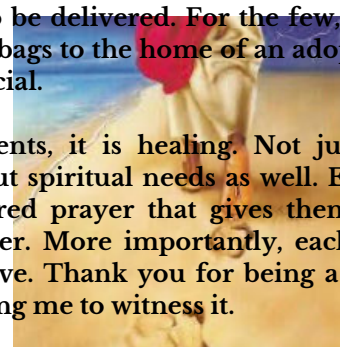 o be delivered. For the few,
bags to the home of an adop
cial.
ents, it is healing. Not ju
ut spiritual needs as well. E
red prayer that gives them
er. More importantly, each
ve. Thank you for being a
ng me to witness it.